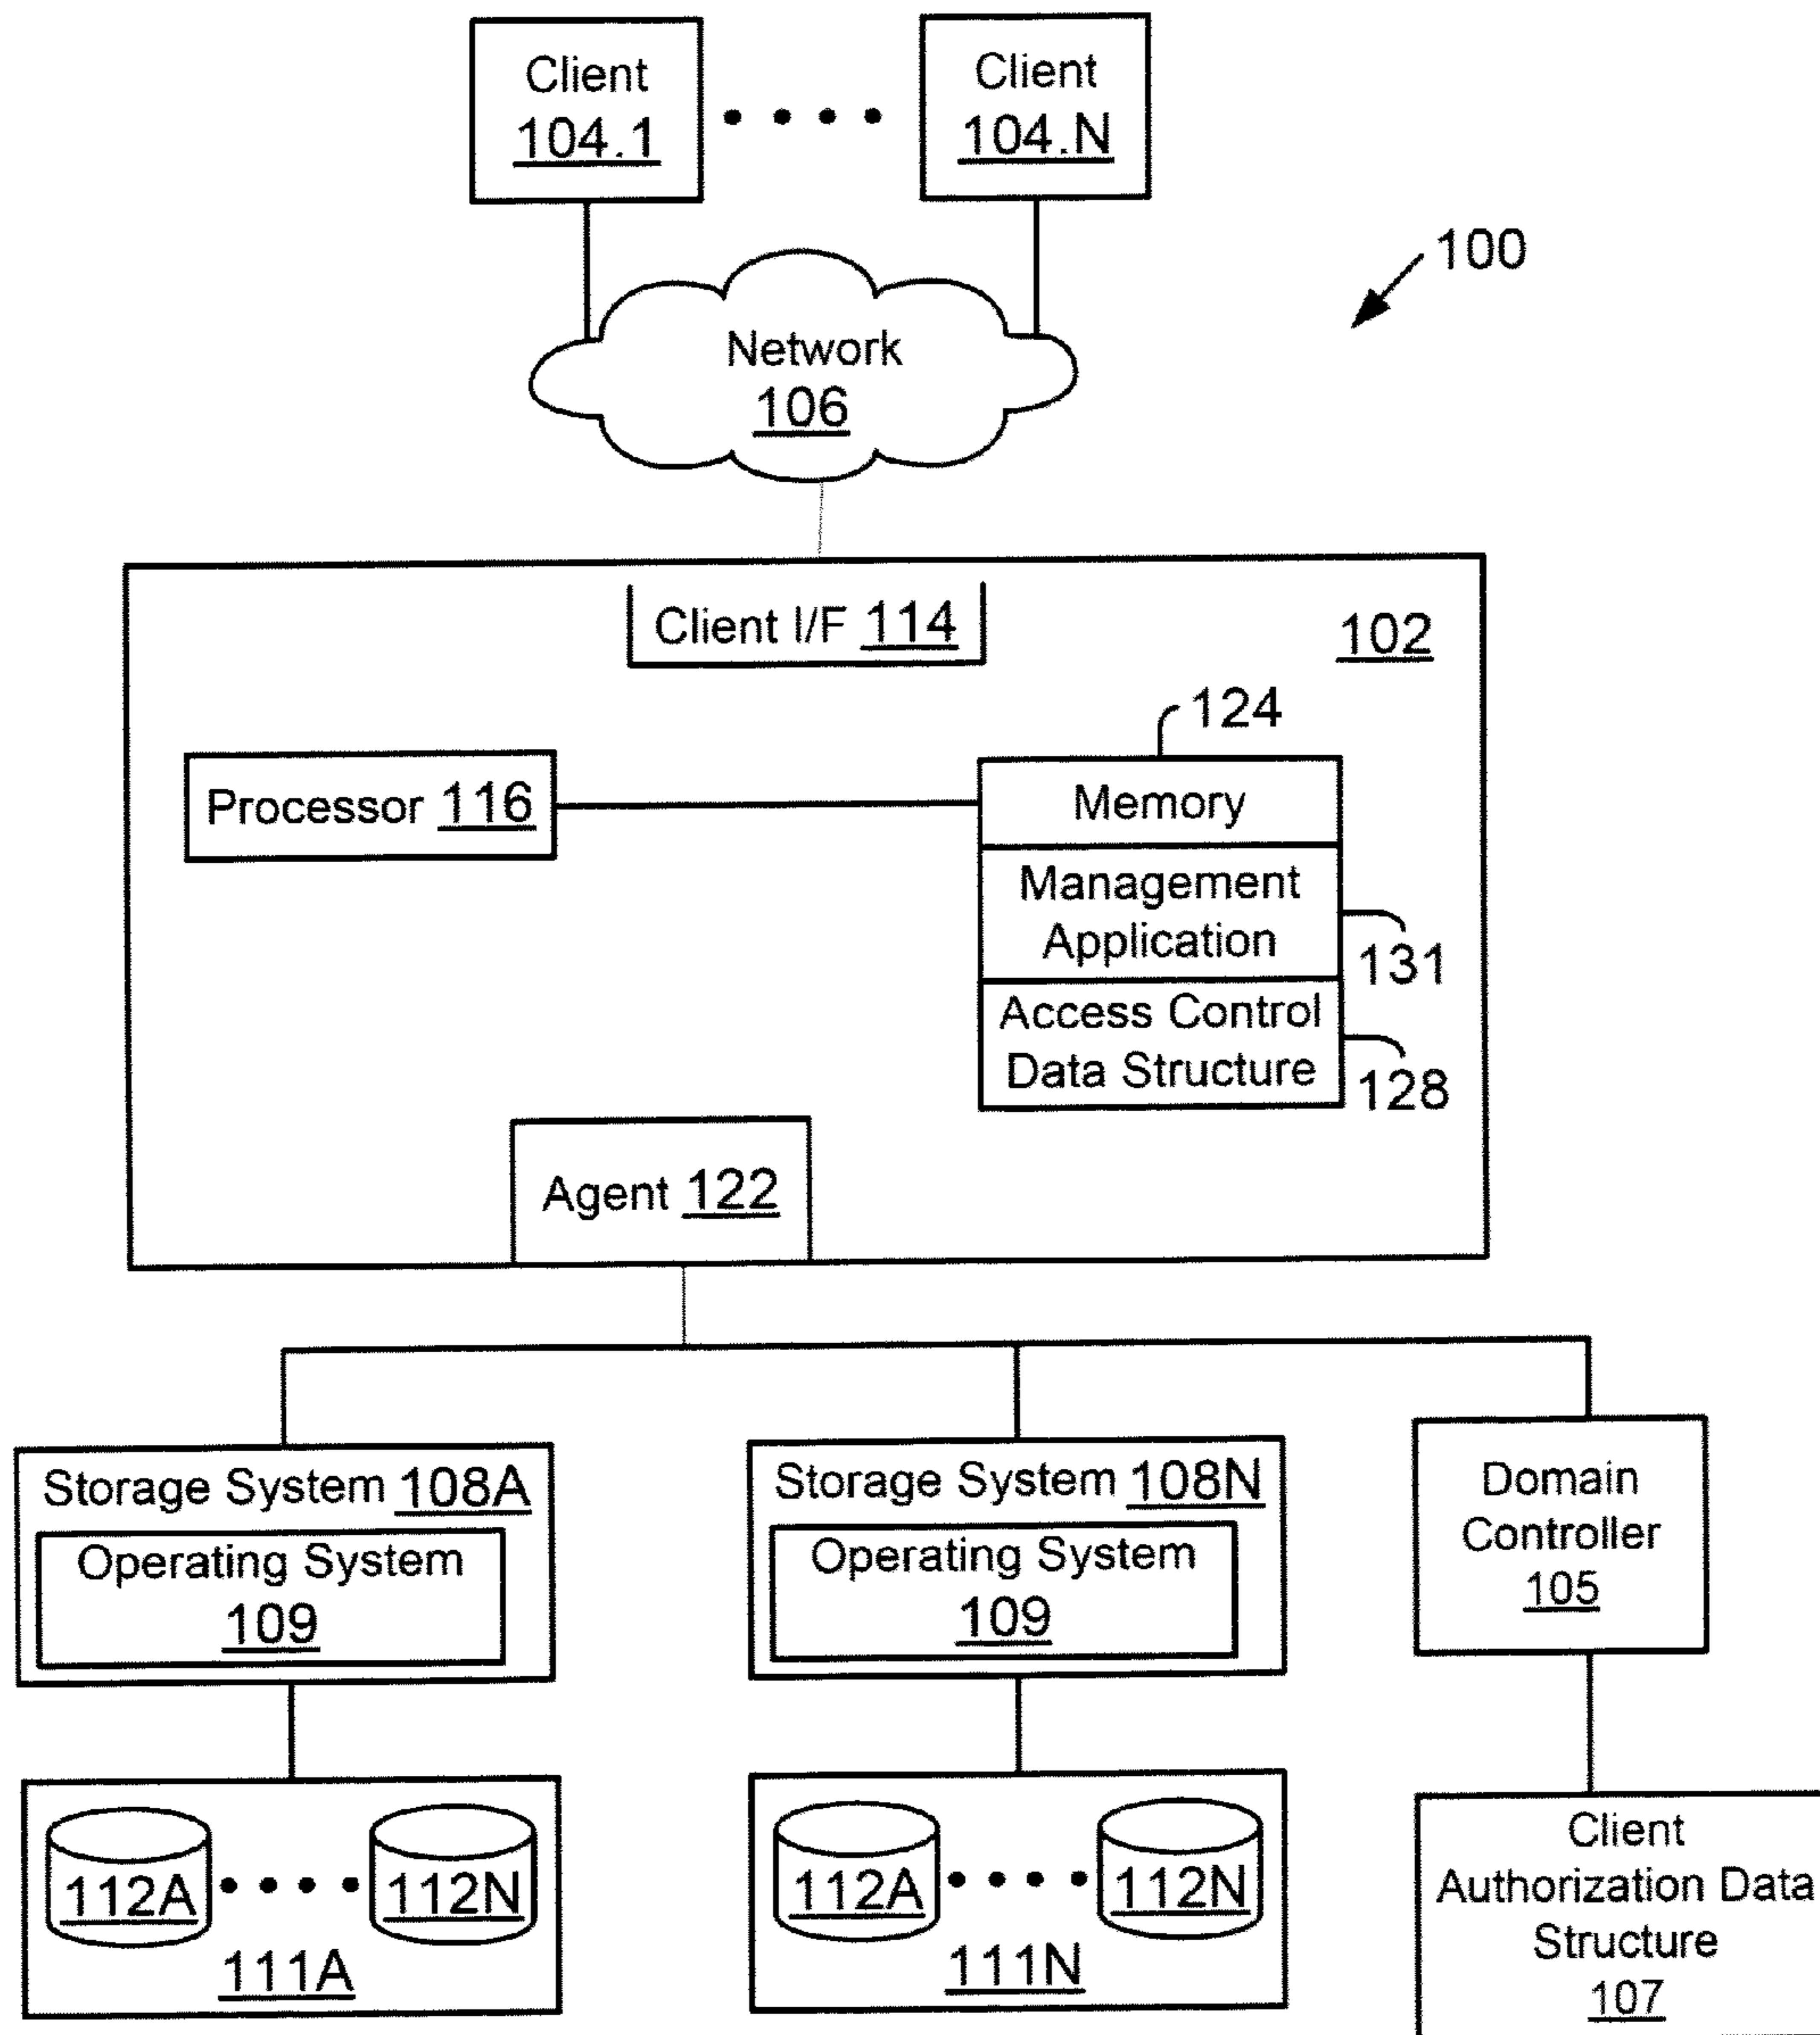 Client
104.1
Client
104.N
100
Network
106
Client I/F 114
102
124
Processor 116
Memory
Management
Application
131
Access Control
Data Structure
128
Agent 122
Storage System 108A
Operating System
109
Storage System 108N
Operating System
109
Domain
Controller
105
112A
112N
111A
112A
112N
111N
Client
Authorization Data
Structure
107